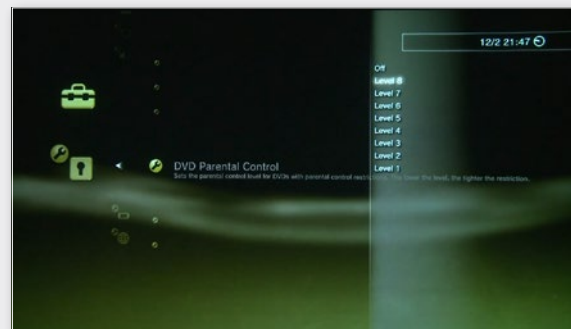 12/2 21:47
Off
Level 8
Level 7
Level 6
Level 5
Level 4
Level 3
Level 2
Level 1
DVD Parental Control
Sets the parental control level for DVDs with parental control restrictions. The lower the level, the tighter the restriction.